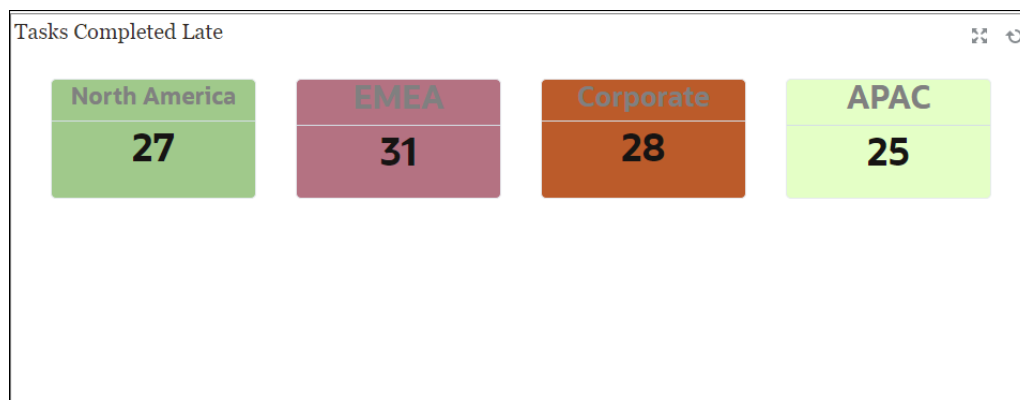 Tasks Completed Late
North America
27
EMEA
31
Corporate
28
APAC
25